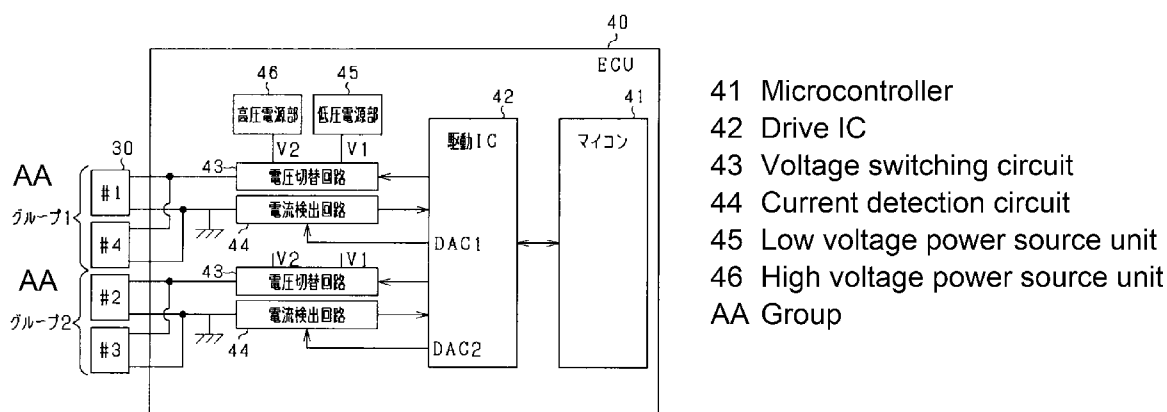 40
ECU
46
45
42
41
高圧電源部
低圧電源部
駆動IC
マイコン
30
V2
V1
AA
43
電圧切替回路
#1
グループ1
電流検出回路
#4
44
DAC1
AA
V2
V1
43
電圧切替回路
#2
グループ2
電流検出回路
#3
44
DAC2
41 Microcontroller
42 Drive IC
43 Voltage switching circuit
44 Current detection circuit
45 Low voltage power source unit
46 High voltage power source unit
AA Group